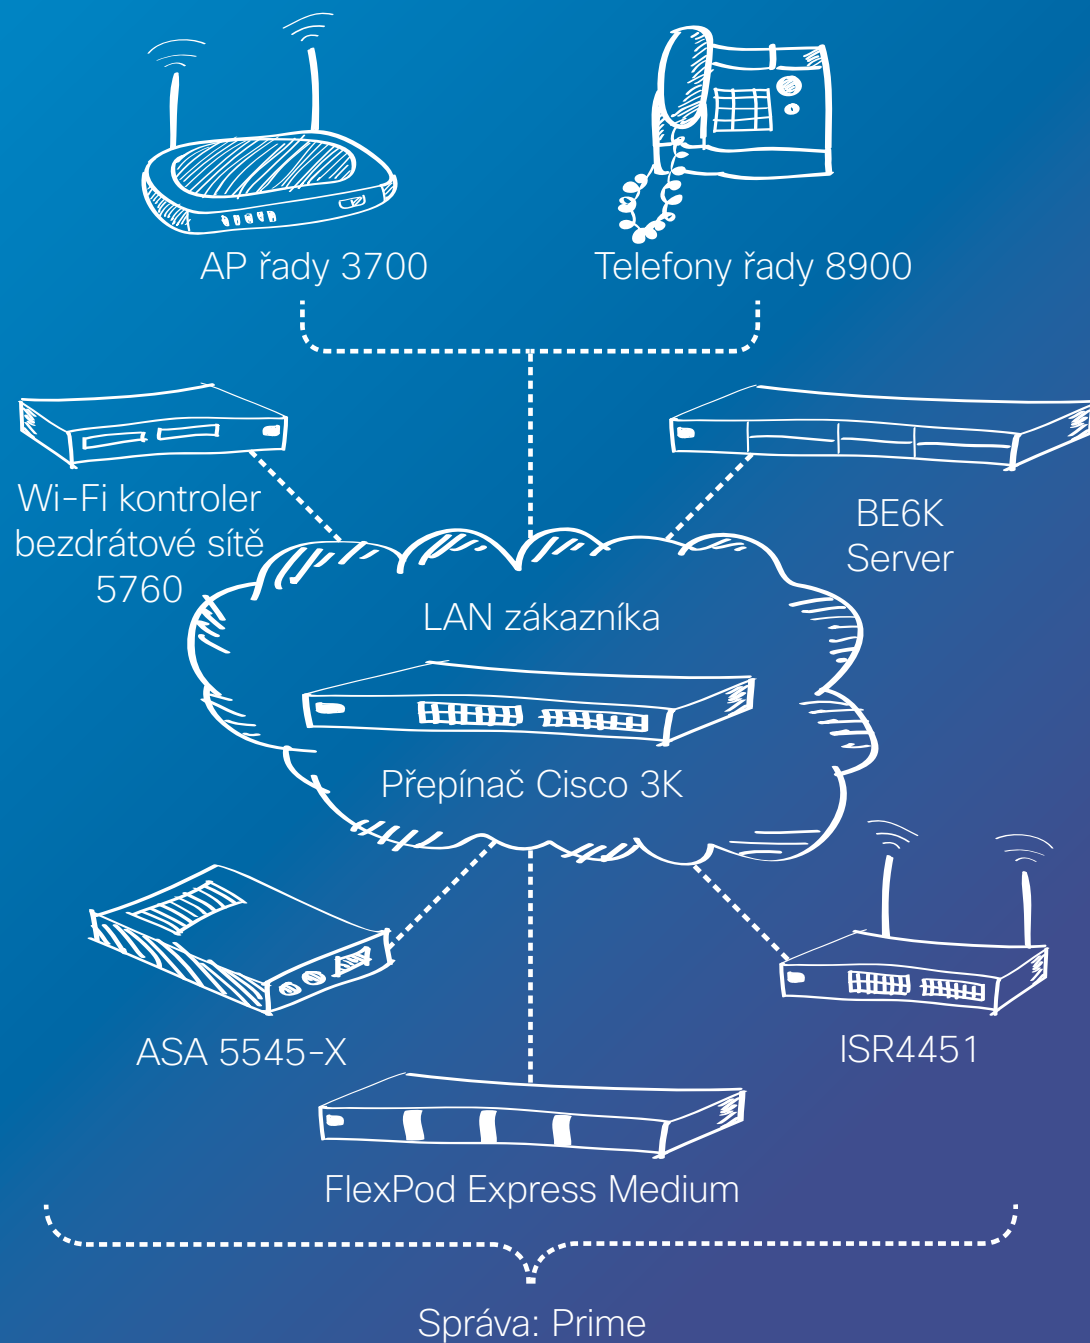 AP řady 3700
Telefony řady 8900
Wi-Fi kontroler
bezdrátové sítě
5760
BE6K
Server
LAN zákazníka
Přepínač Cisco 3K
ASA 5545-X
ISR4451
FlexPod Express Medium
Správa: Prime